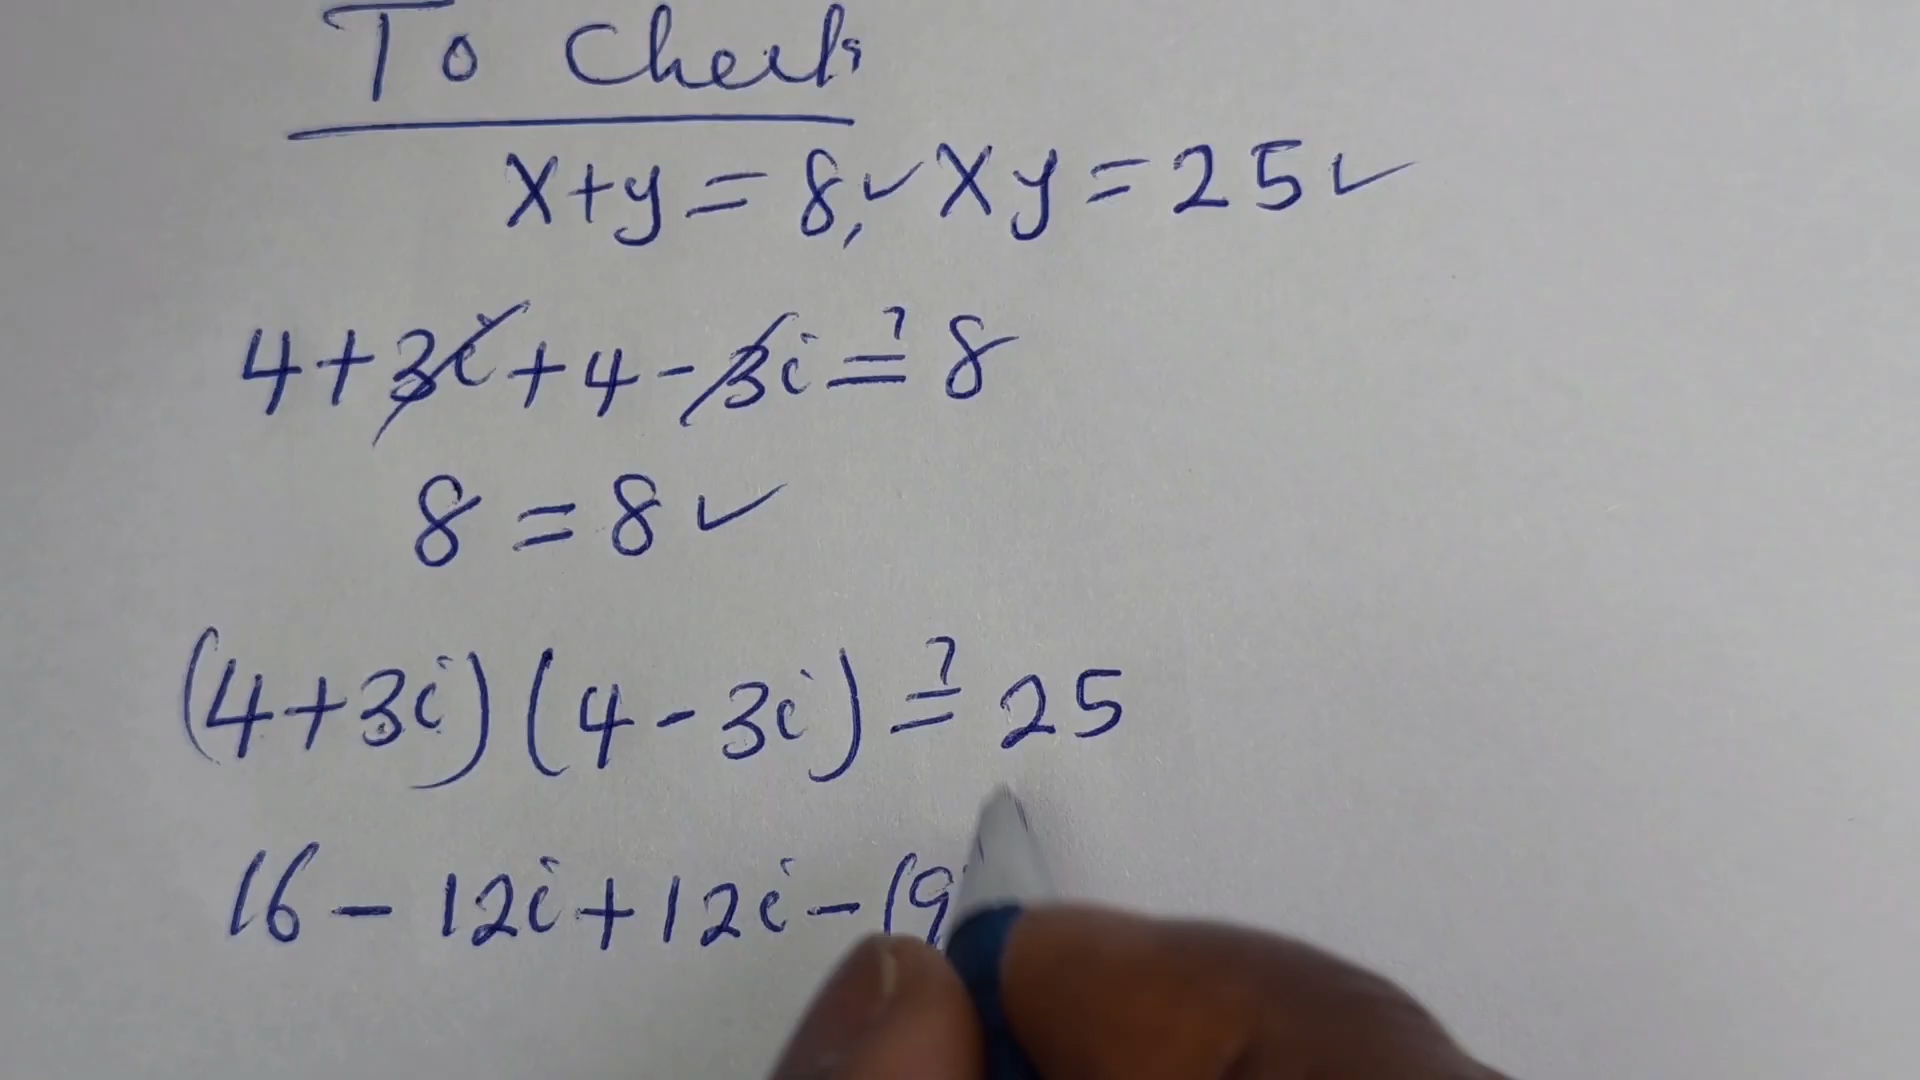 To Check
x+y=8,✓ xy=25✓
4+3i+4-3i≟8
8=8✓
(4+3i)(4-3i)≟25
16-12i+12i-(9